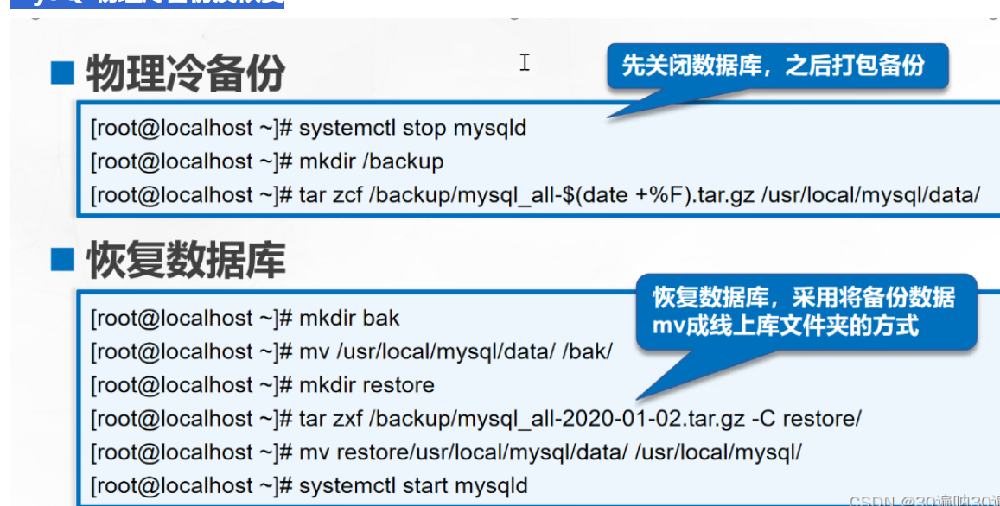 物理冷备份
先关闭数据库，之后打包备份
[root@localhost ~]# systemctl stop mysqld
[root@localhost ~]# mkdir /backup
[root@localhost ~]# tar zcf /backup/mysql_all-$(date +%F).tar.gz /usr/local/mysql/data/
恢复数据库
恢复数据库，采用将备份数据
mv成线上库文件夹的方式
[root@localhost ~]# mkdir bak
[root@localhost ~]# mv /usr/local/mysql/data/ /bak/
[root@localhost ~]# mkdir restore
[root@localhost ~]# tar zxf /backup/mysql_all-2020-01-02.tar.gz -C restore/
[root@localhost ~]# mv restore/usr/local/mysql/data/ /usr/local/mysql/
[root@localhost ~]# systemctl start mysqld
CSDN